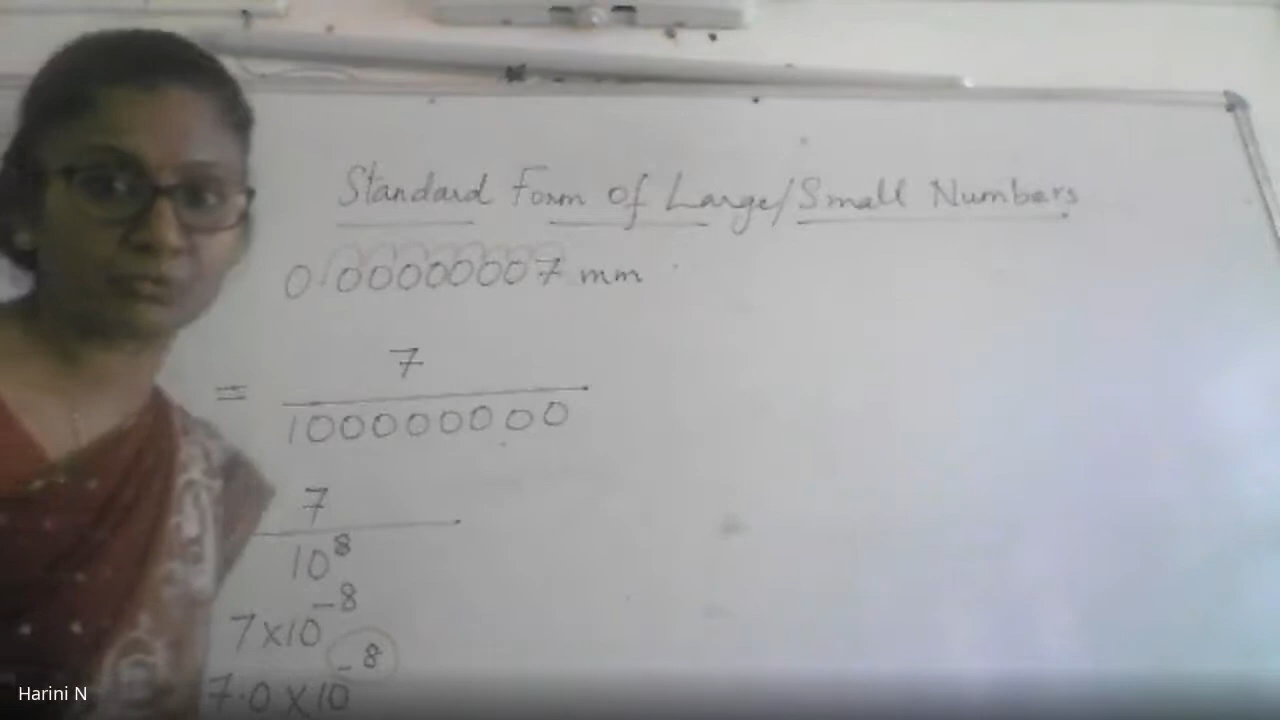 Standard Form of Large/Small Numbers
0.00000007 mm
= 7
100000000
7
10⁸
7×10⁻⁸
7.0×10⁻⁸
Harini N